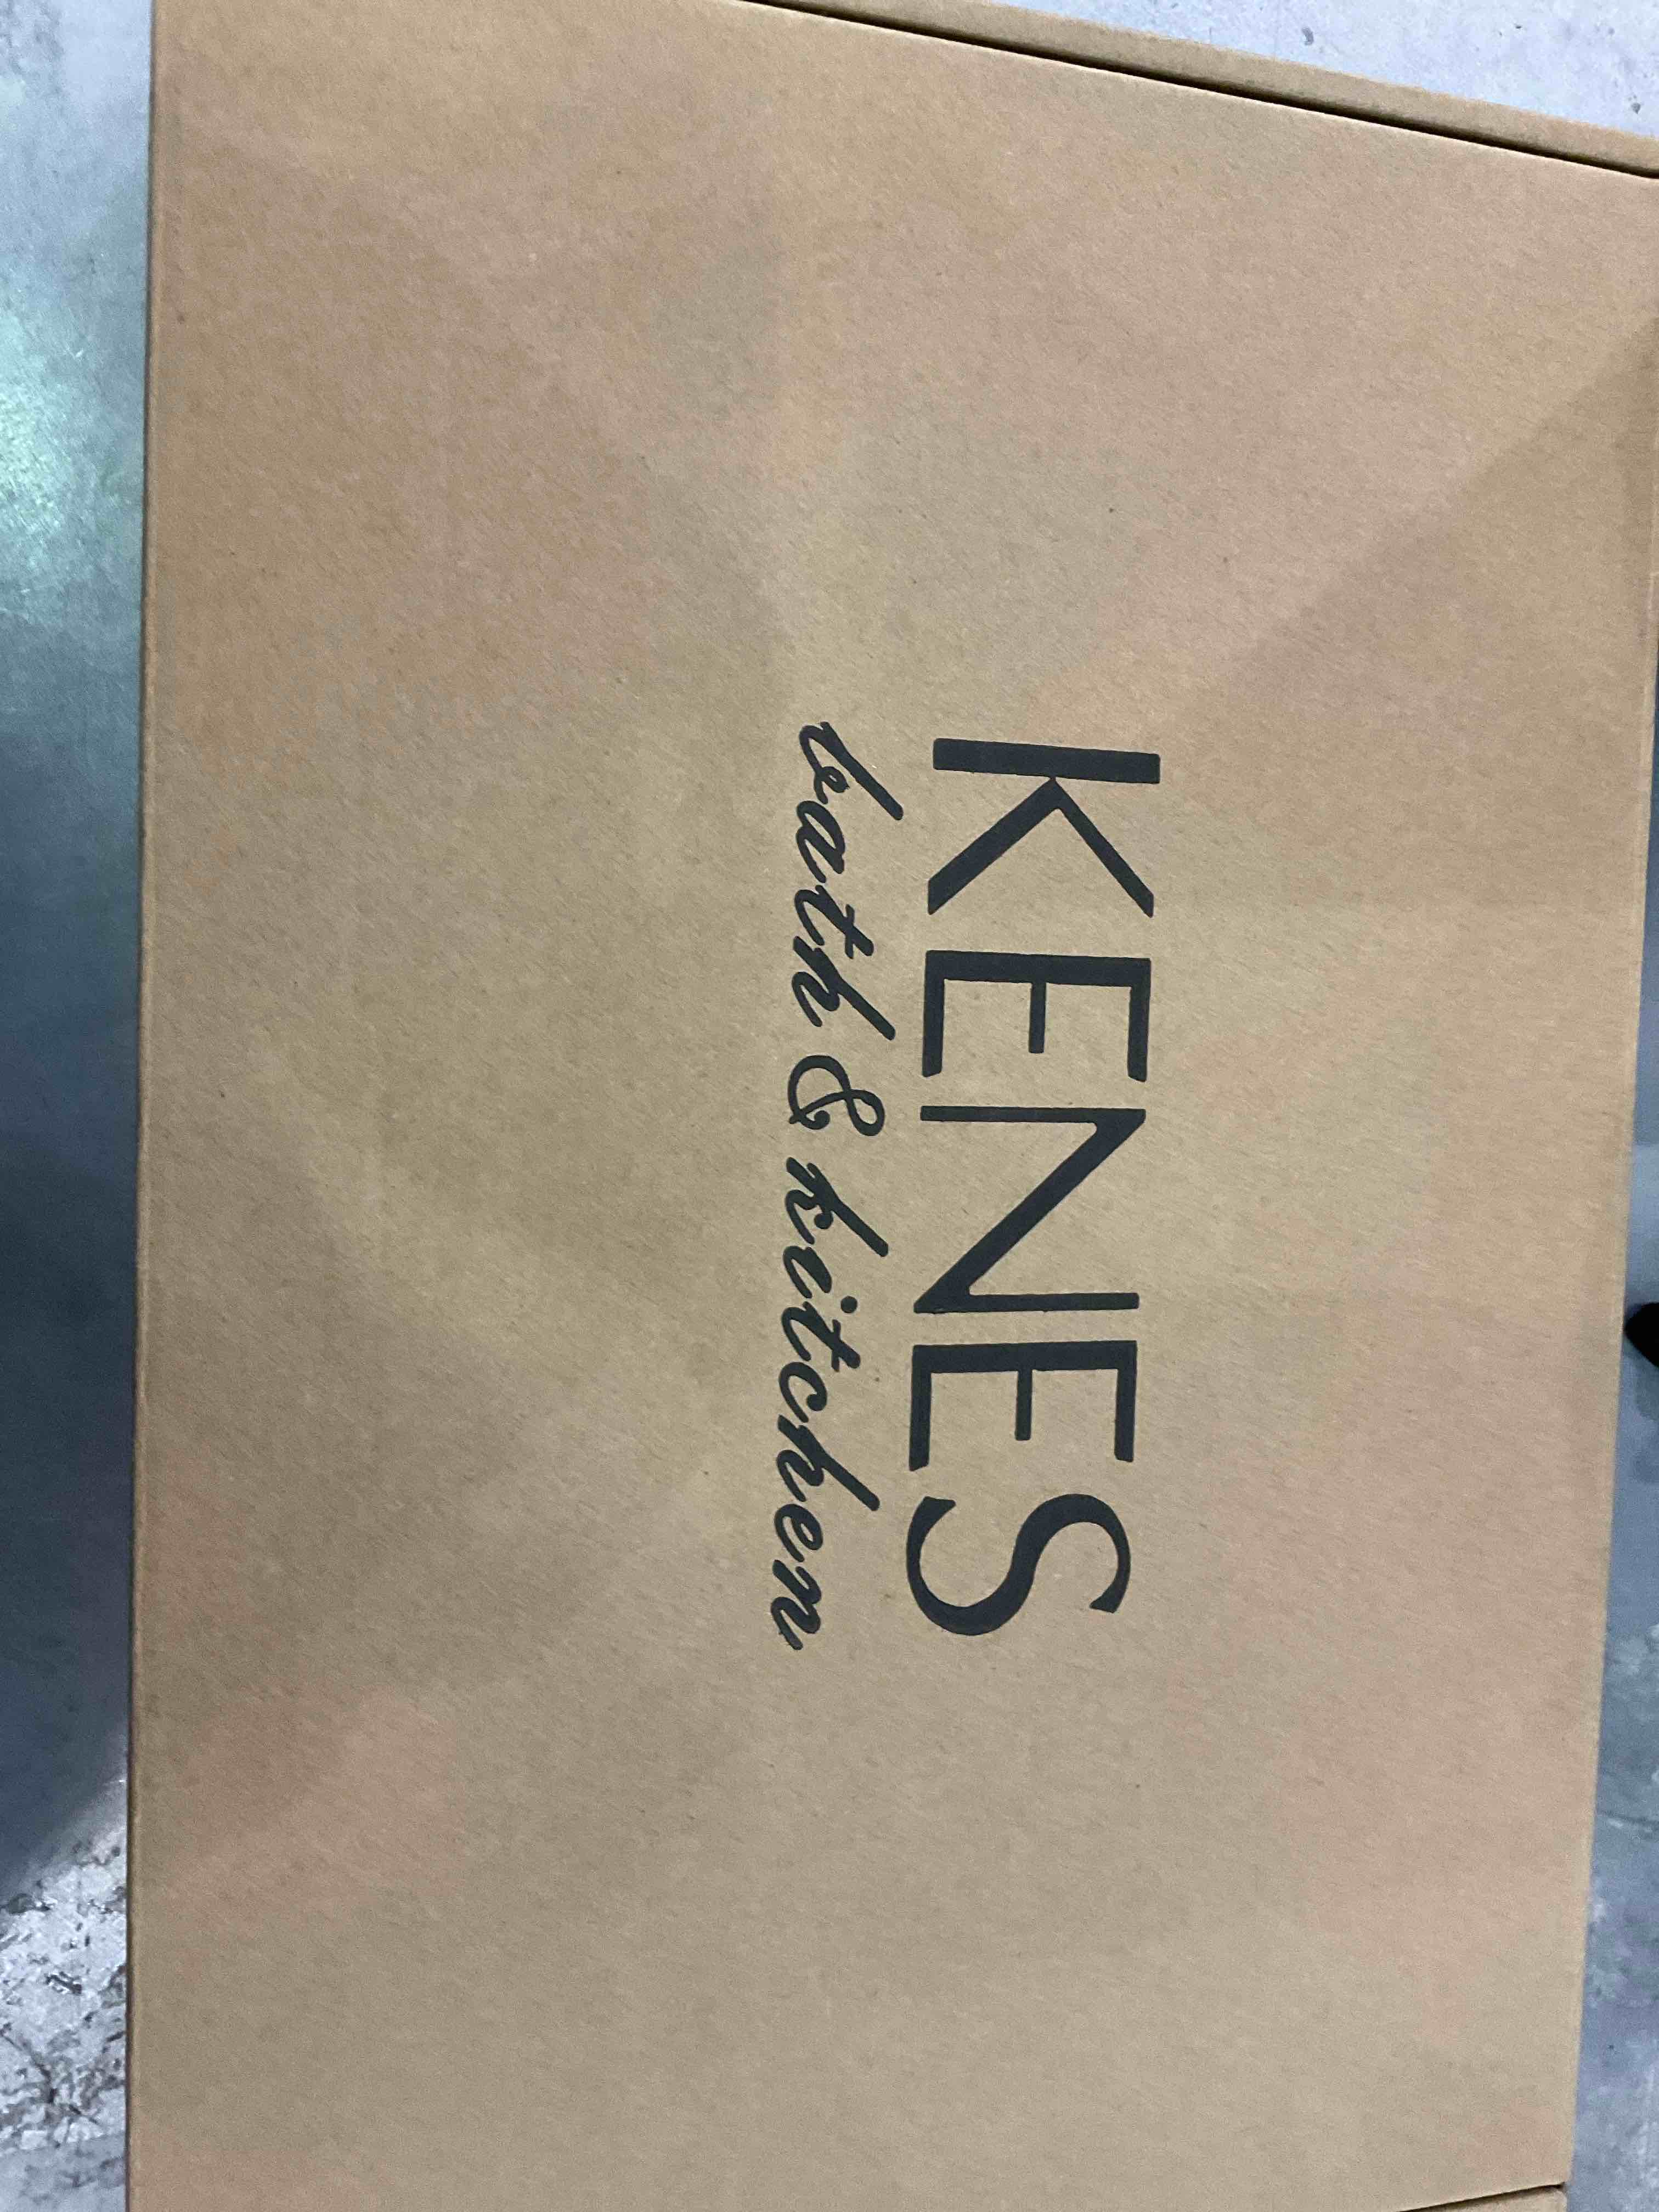 KENES
bath & kitchen